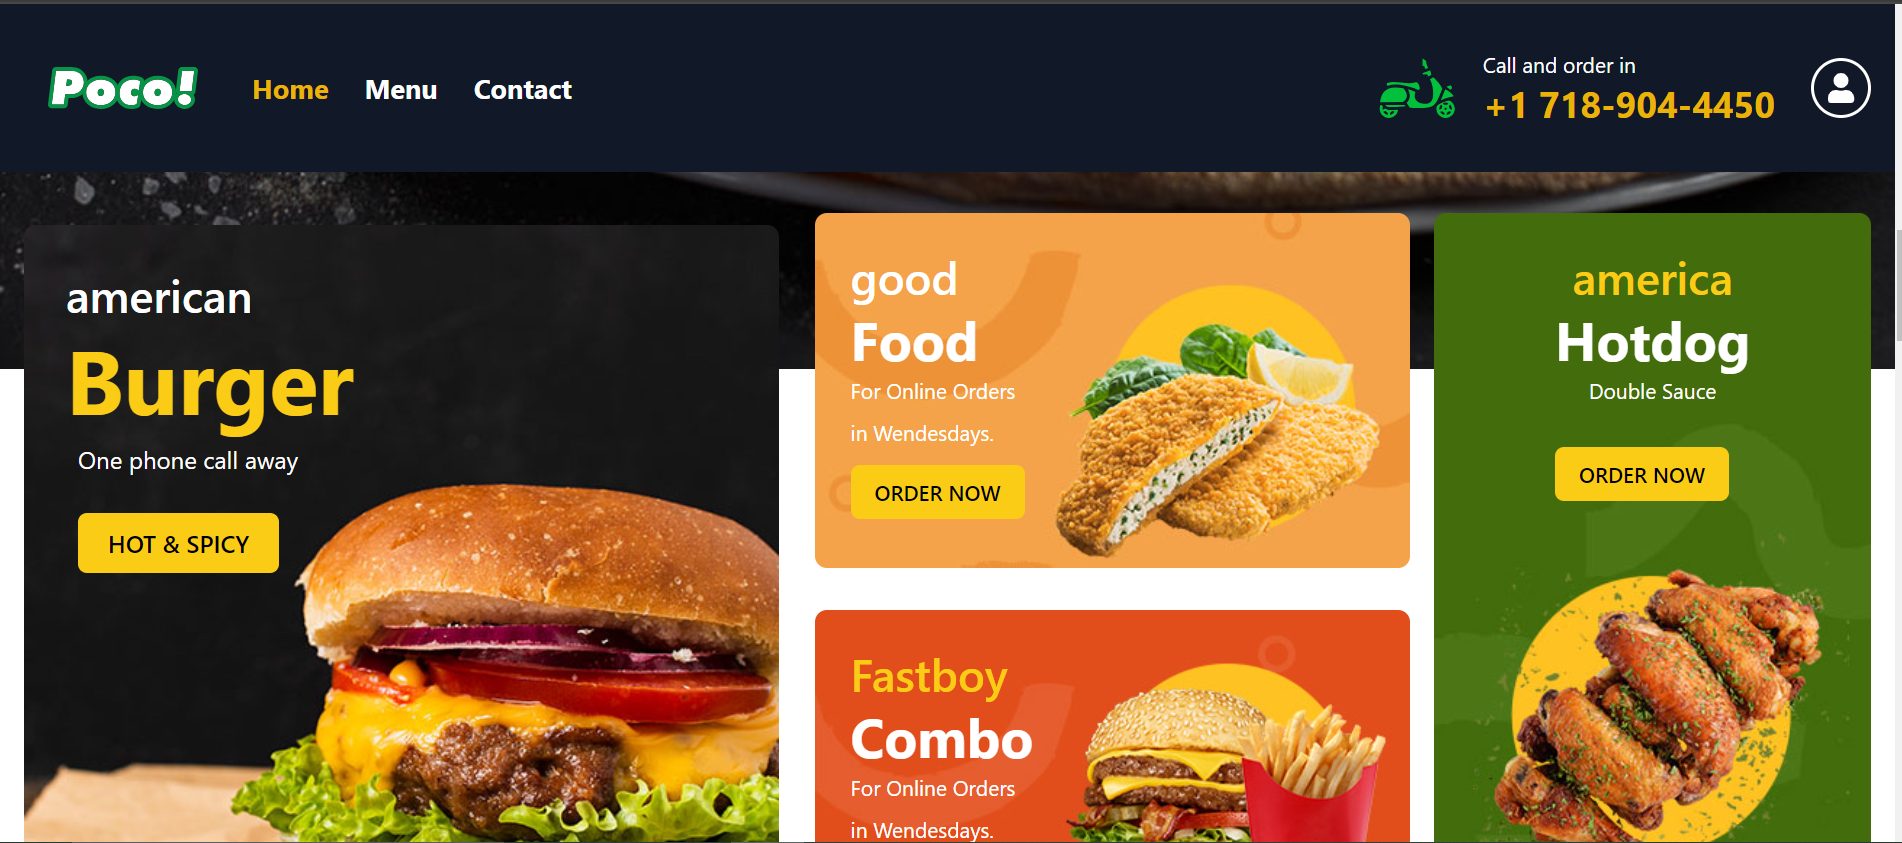 Poco!
Home Menu Contact
Call and order in
+1 718-904-4450
american
Burger
One phone call away
HOT & SPICY
good
Food
For Online Orders
in Wendesdays.
ORDER NOW
Fastboy
Combo
For Online Orders
in Wendesdays.
america
Hotdog
Double Sauce
ORDER NOW